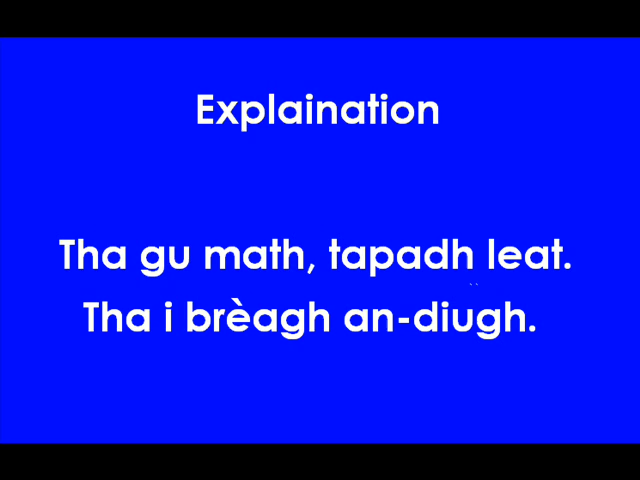 Explaination
Tha gu math, tapadh leat.
Tha i brèagh an-diugh.